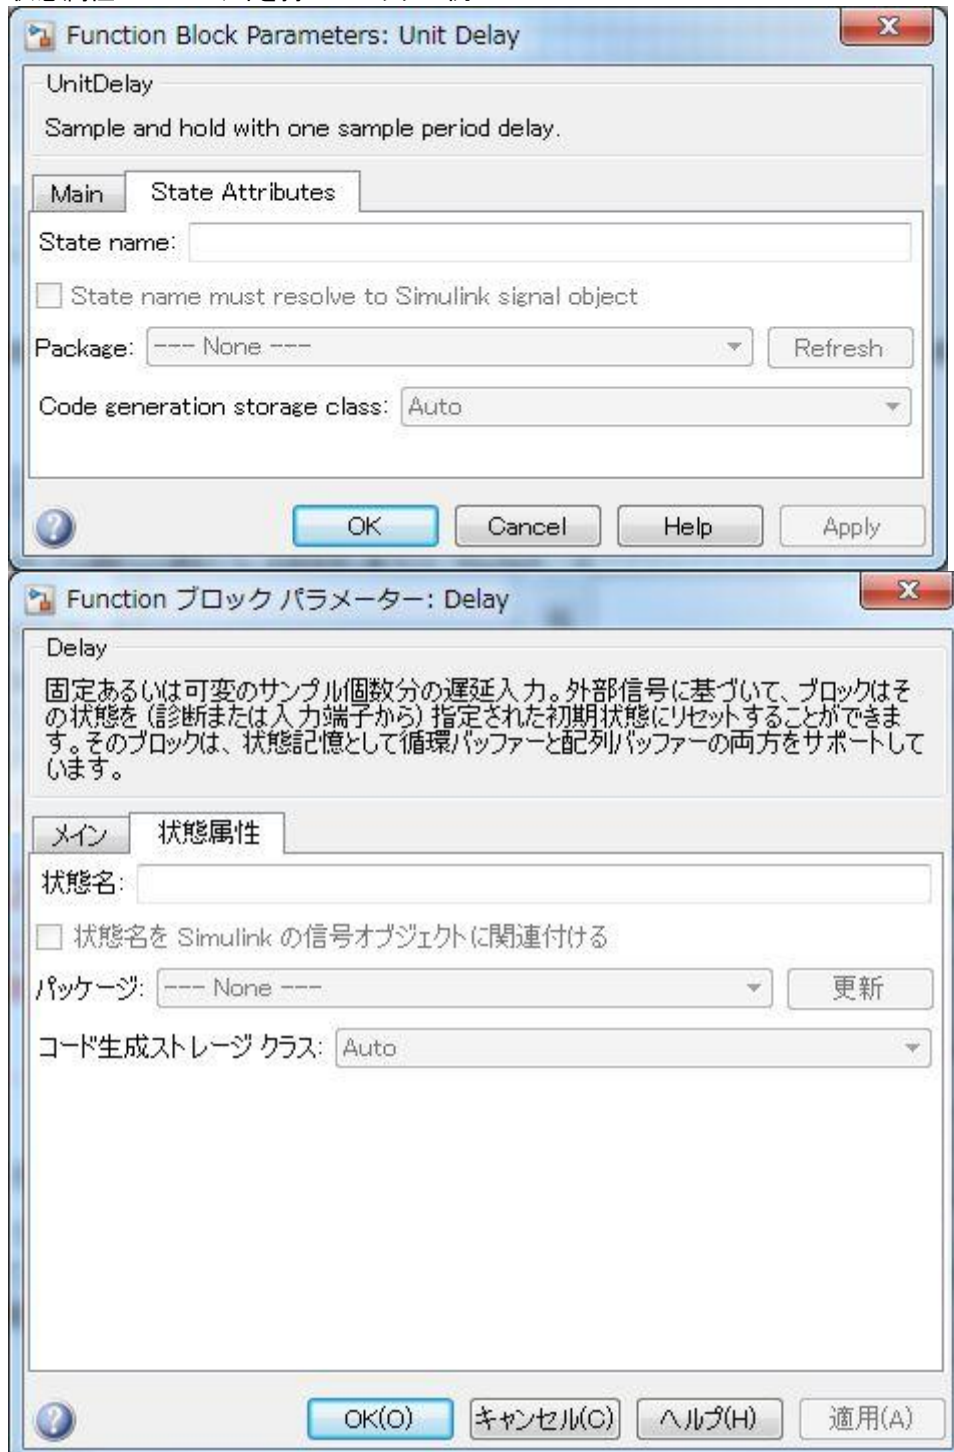 Function Block Parameters: Unit Delay
X
UnitDelay
Sample and hold with one sample period delay.
Main State Attributes
State name:
State name must resolve to Simulink signal object
Package: --- None --- Refresh
Code generation storage class: Auto
? OK Cancel Help Apply
Function ブロック パラメーター: Delay
X
Delay
固定あるいは可変のサンプル個数分の遅延入力。外部信号に基づいて、ブロックはそ
の状態を (診断または入力端子から) 指定された初期状態にリセットすることができま
す。そのブロックは、状態記憶として循環バッファーと配列バッファーの両方をサポートして
います。
メイン 状態属性
状態名:
状態名を Simulink の信号オブジェクトに関連付ける
パッケージ: --- None --- 更新
コード生成ストレージ クラス: Auto
? OK(O) キャンセル(C) ヘルプ(H) 適用(A)